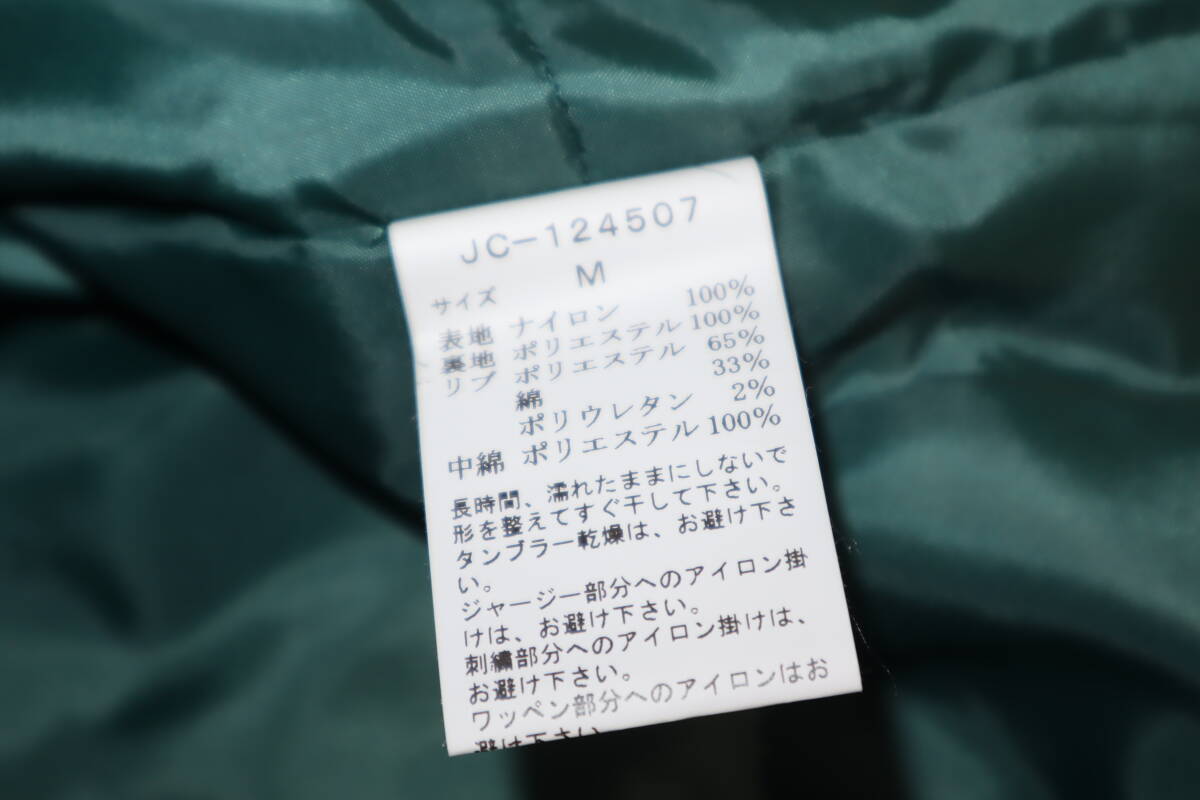 JC-124507
サイズ M
表地 ナイロン 100%
裏地 ポリエステル 100%
リブ ポリエステル 65%
綿 33%
ポリウレタン 2%
中綿 ポリエステル 100%
長時間、濡れたままにしないで
形を整えてすぐ干して下さい。
タンブラー乾燥は、お避け下さ
い。
ジャージー部分へのアイロン掛
けは、お避け下さい。
刺繍部分へのアイロン掛けは、
お避け下さい。
ワッペン部分へのアイロンはお
避け下さい。